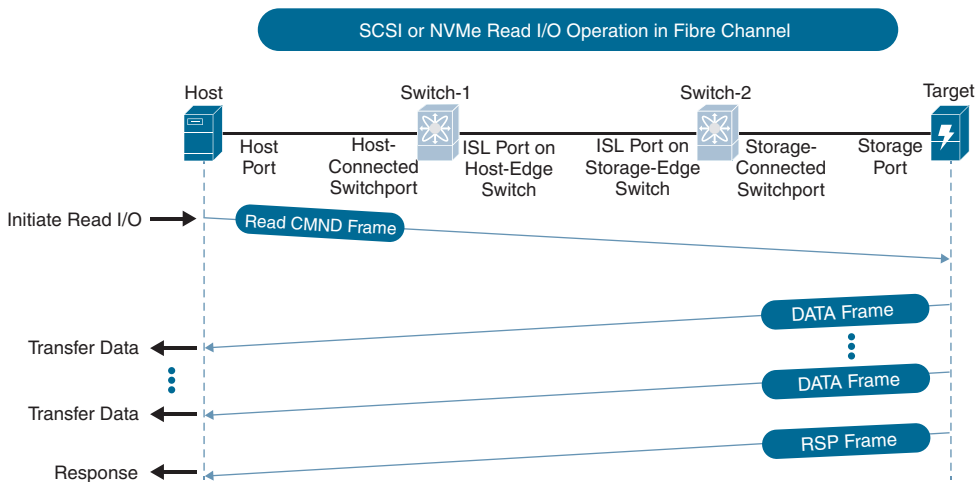 SCSI or NVMe Read I/O Operation in Fibre Channel
Host
Switch-1
Switch-2
Target
Host
Port
Host-
Connected
Switchport
ISL Port on
Host-Edge
Switch
ISL Port on
Storage-Edge
Switch
Storage-
Connected
Switchport
Storage
Port
Initiate Read I/O
Read CMND Frame
DATA Frame
Transfer Data
DATA Frame
Transfer Data
RSP Frame
Response